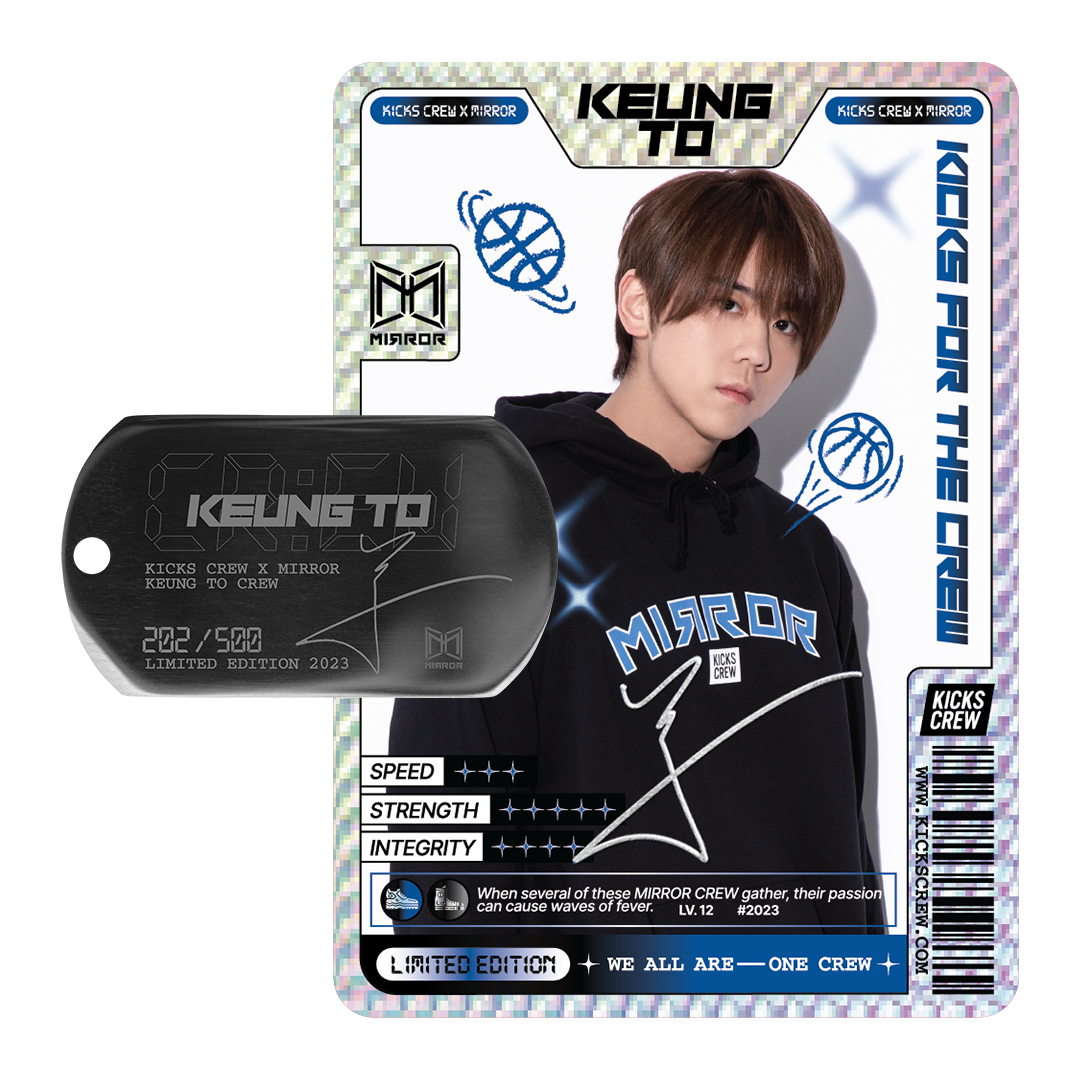 KICKS CREW X MIRROR
KEUNG
TO
KICKS CREW X MIRROR
KICKS FOR THE CREW
MIRROR
CR:EW
KEUNG TO
KICKS CREW X MIRROR
KEUNG TO CREW
202/500
LIMITED EDITION 2023
MIRROR
MIRROR
KICKS
CREW
KICKS
CREW
WWW.KICKSCREW.COM
SPEED
STRENGTH
INTEGRITY
When several of these MIRROR CREW gather, their passion
can cause waves of fever. LV. 12 #2023
LIMITED EDITION
WE ALL ARE—ONE CREW